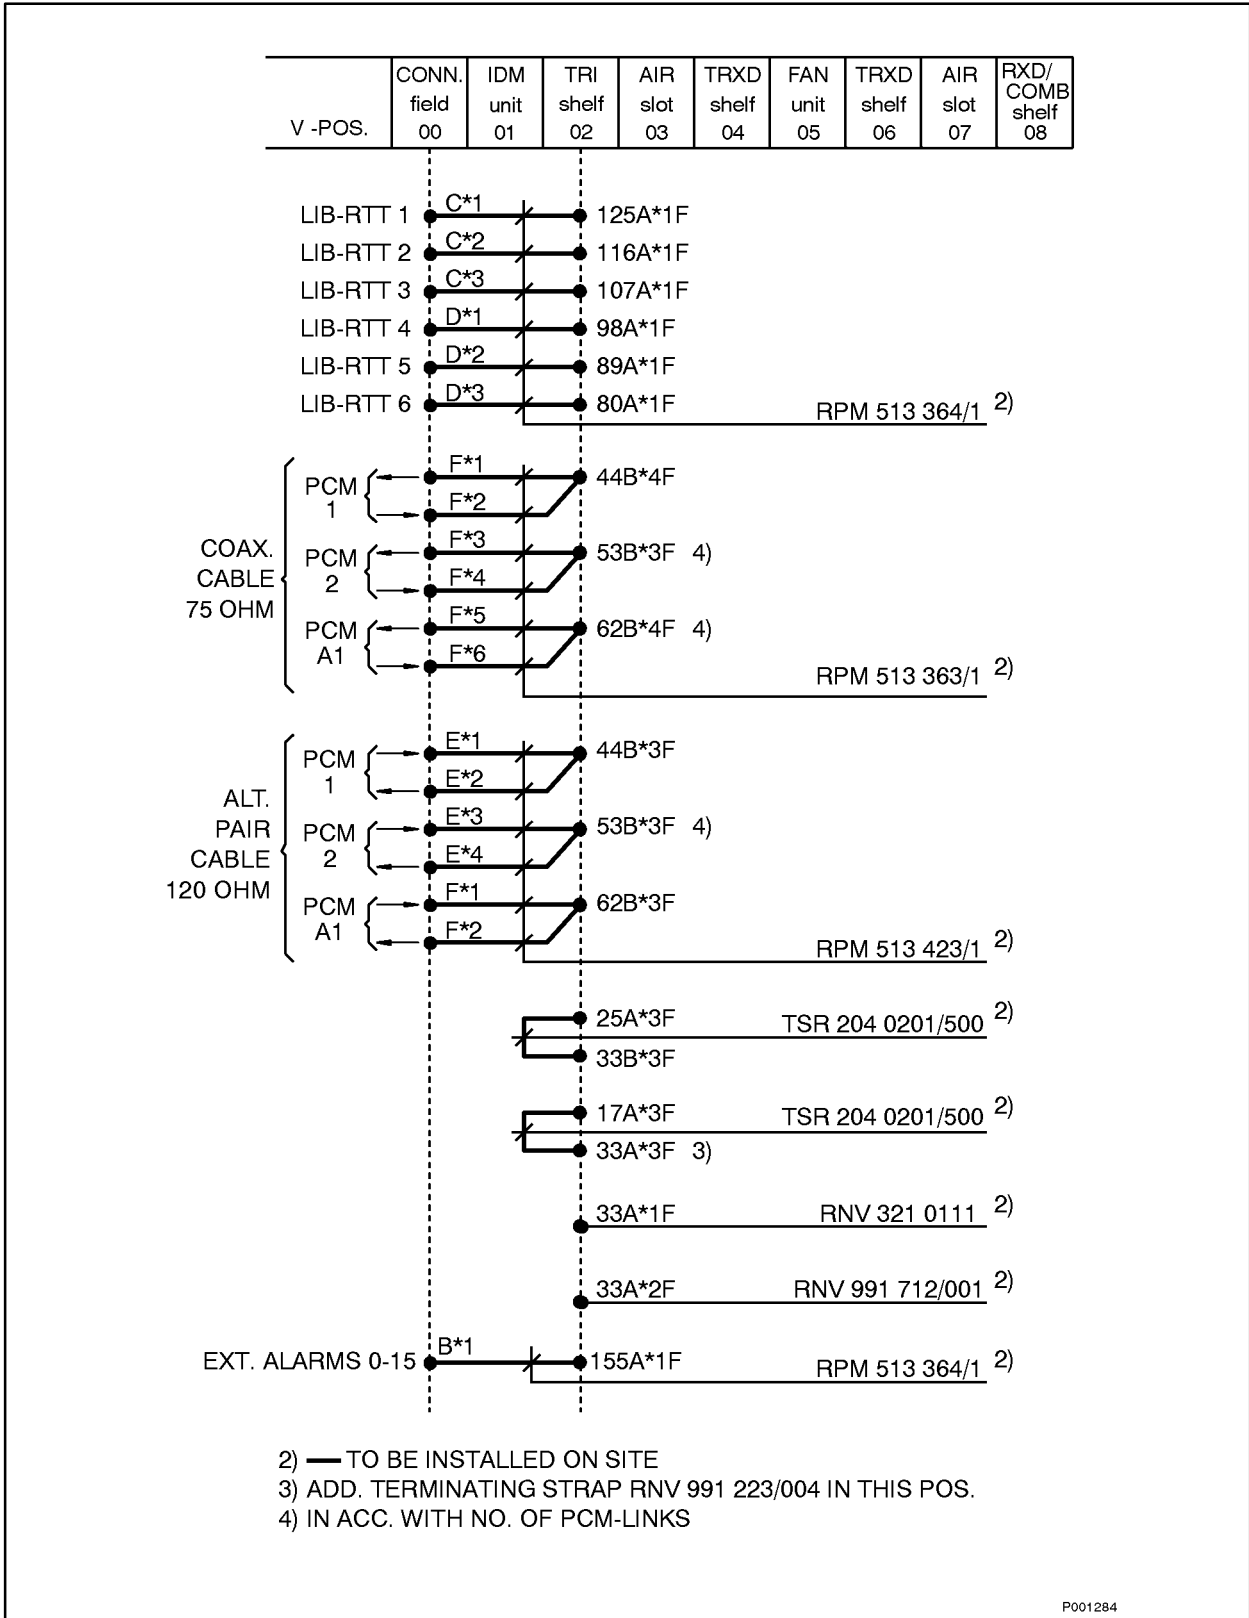 V -POS.
CONN. field 00
IDM unit 01
TRI shelf 02
AIR slot 03
TRXD shelf 04
FAN unit 05
TRXD shelf 06
AIR slot 07
RXD/ COMB shelf 08
LIB-RTT 1 C*1 125A*1F
LIB-RTT 2 C*2 116A*1F
LIB-RTT 3 C*3 107A*1F
LIB-RTT 4 D*1 98A*1F
LIB-RTT 5 D*2 89A*1F
LIB-RTT 6 D*3 80A*1F
RPM 513 364/1 2)
COAX.
CABLE
75 OHM
PCM
1
F*1 44B*4F
F*2
PCM
2
F*3 53B*3F 4)
F*4
PCM
A1
F*5 62B*4F 4)
F*6
RPM 513 363/1 2)
ALT.
PAIR
CABLE
120 OHM
PCM
1
E*1 44B*3F
E*2
PCM
2
E*3 53B*3F 4)
E*4
PCM
A1
F*1 62B*3F
F*2
RPM 513 423/1 2)
25A*3F
TSR 204 0201/500 2)
33B*3F
17A*3F
TSR 204 0201/500 2)
33A*3F 3)
33A*1F RNV 321 0111 2)
33A*2F RNV 991 712/001 2)
EXT. ALARMS 0-15 B*1 155A*1F RPM 513 364/1 2)
2) — TO BE INSTALLED ON SITE
3) ADD. TERMINATING STRAP RNV 991 223/004 IN THIS POS.
4) IN ACC. WITH NO. OF PCM-LINKS
P001284